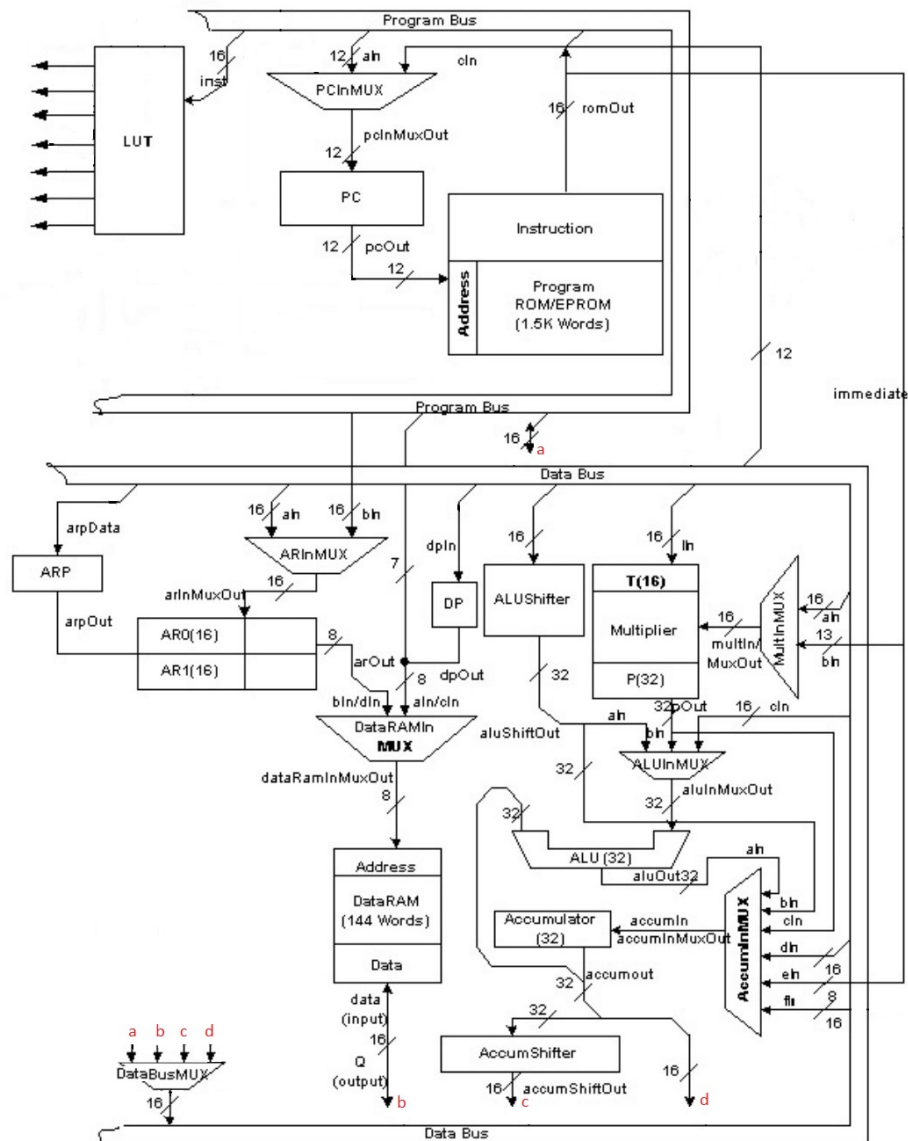 Program Bus
16
inst
LUT
12
aIn
cIn
PCInMUX
pcInMuxOut
12
PC
12
pcOut
12
16
romOut
Instruction
Address
Program
ROM/EPROM
(1.5K Words)
12
immediate
Program Bus
16
a
Data Bus
arpData
ARP
arpOut
16
aIn
16
bIn
ARInMUX
16
arInMuxOut
AR0(16)
AR1(16)
8
arOut
7
dpIn
DP
dpOut
8
bIn/dIn
aIn/cIn
DataRAMIn
MUX
dataRamInMuxOut
8
Address
DataRAM
(144 Words)
Data
data
(input)
16
Q
(output)
b
16
ALUShifter
32
aluShiftOut
32
16
lIn
T(16)
Multiplier
P(32)
16
multIn/
MuxOut
MultInMUX
16
aIn
13
bIn
32
pOut
16
cIn
aIn
bIn
ALUInMUX
32
aluInMuxOut
32
ALU (32)
aluOut
32
aIn
bIn
cIn
dIn
16
eIn
8
fIn
16
AccumInMUX
accumIn
accumInMuxOut
Accumulator
(32)
32
accumout
32
AccumShifter
16
accumShiftOut
c
16
d
a
b
c
d
DataBusMUX
16
Data Bus